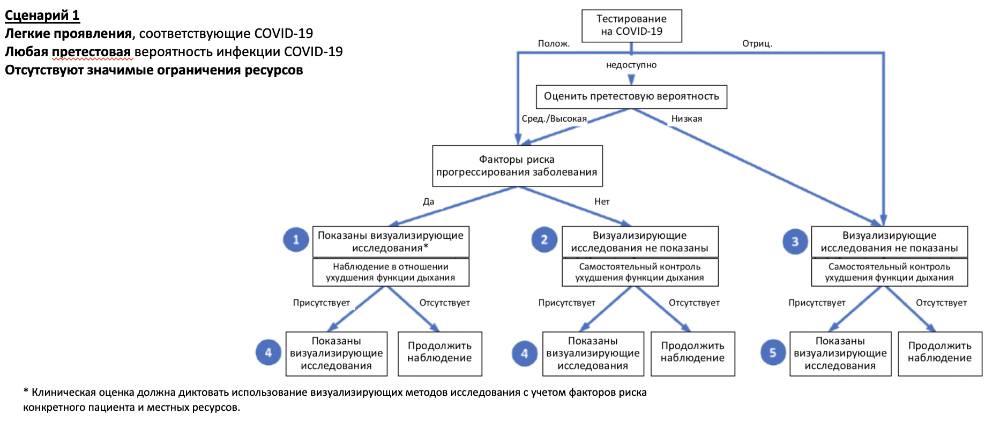 Сценарий 1
Легкие проявления, соответствующие COVID-19
Любая претестовая вероятность инфекции COVID-19
Отсутствуют значимые ограничения ресурсов
Тестирование
на COVID-19
Полож.
Отриц.
недоступно
Оценить претестовую вероятность
Сред./Высокая
Низкая
Факторы риска
прогрессирования заболевания
Да
Нет
1
Показаны визуализирующие
исследования*
Наблюдение в отношении
ухудшения функции дыхания
2
Визуализирующие
исследования не показаны
Самостоятельный контроль
ухудшения функции дыхания
3
Визуализирующие
исследования не показаны
Самостоятельный контроль
ухудшения функции дыхания
Присутствует
Отсутствует
Присутствует
Отсутствует
Присутствует
Отсутствует
4
Показаны
визуализирующие
исследования
Продолжить
наблюдение
4
Показаны
визуализирующие
исследования
Продолжить
наблюдение
5
Показаны
визуализирующие
исследования
Продолжить
наблюдение
* Клиническая оценка должна диктовать использование визуализирующих методов исследования с учетом факторов риска
конкретного пациента и местных ресурсов.